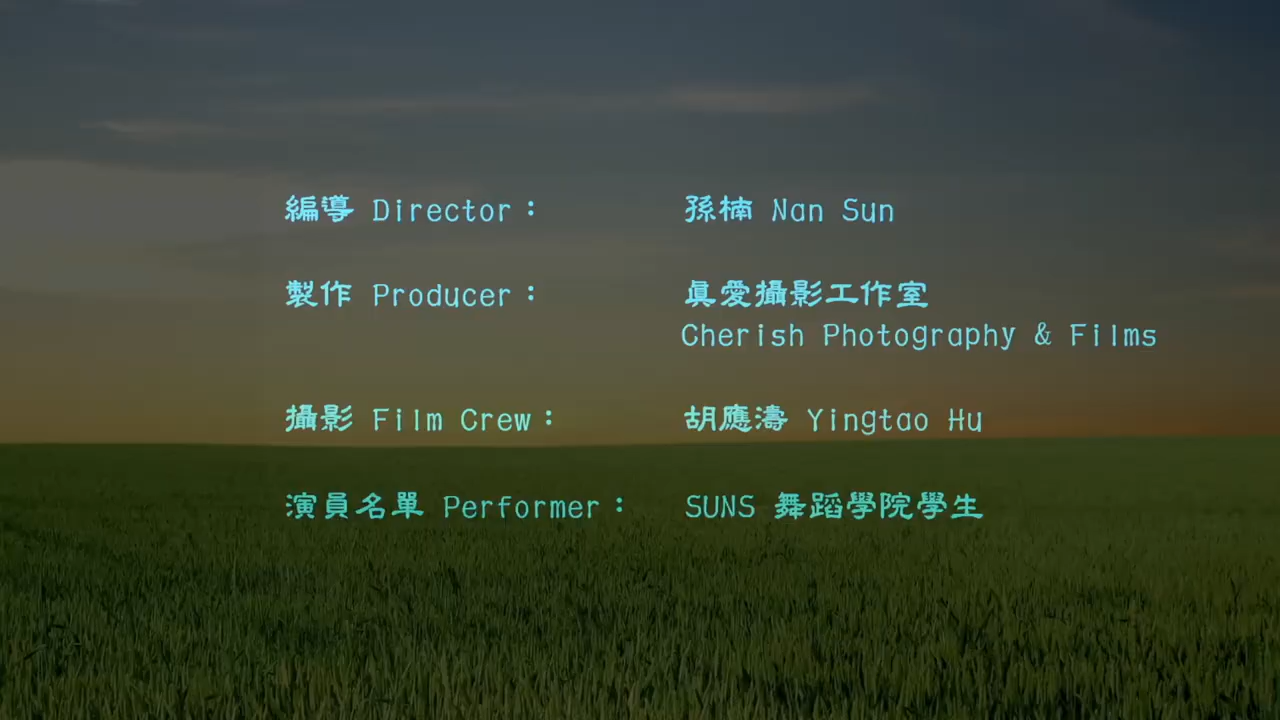 編導 Director： 孫楠 Nan Sun
製作 Producer： 真愛攝影工作室
Cherish Photography & Films
攝影 Film Crew： 胡應濤 Yingtao Hu
演員名單 Performer： SUNS 舞蹈學院學生